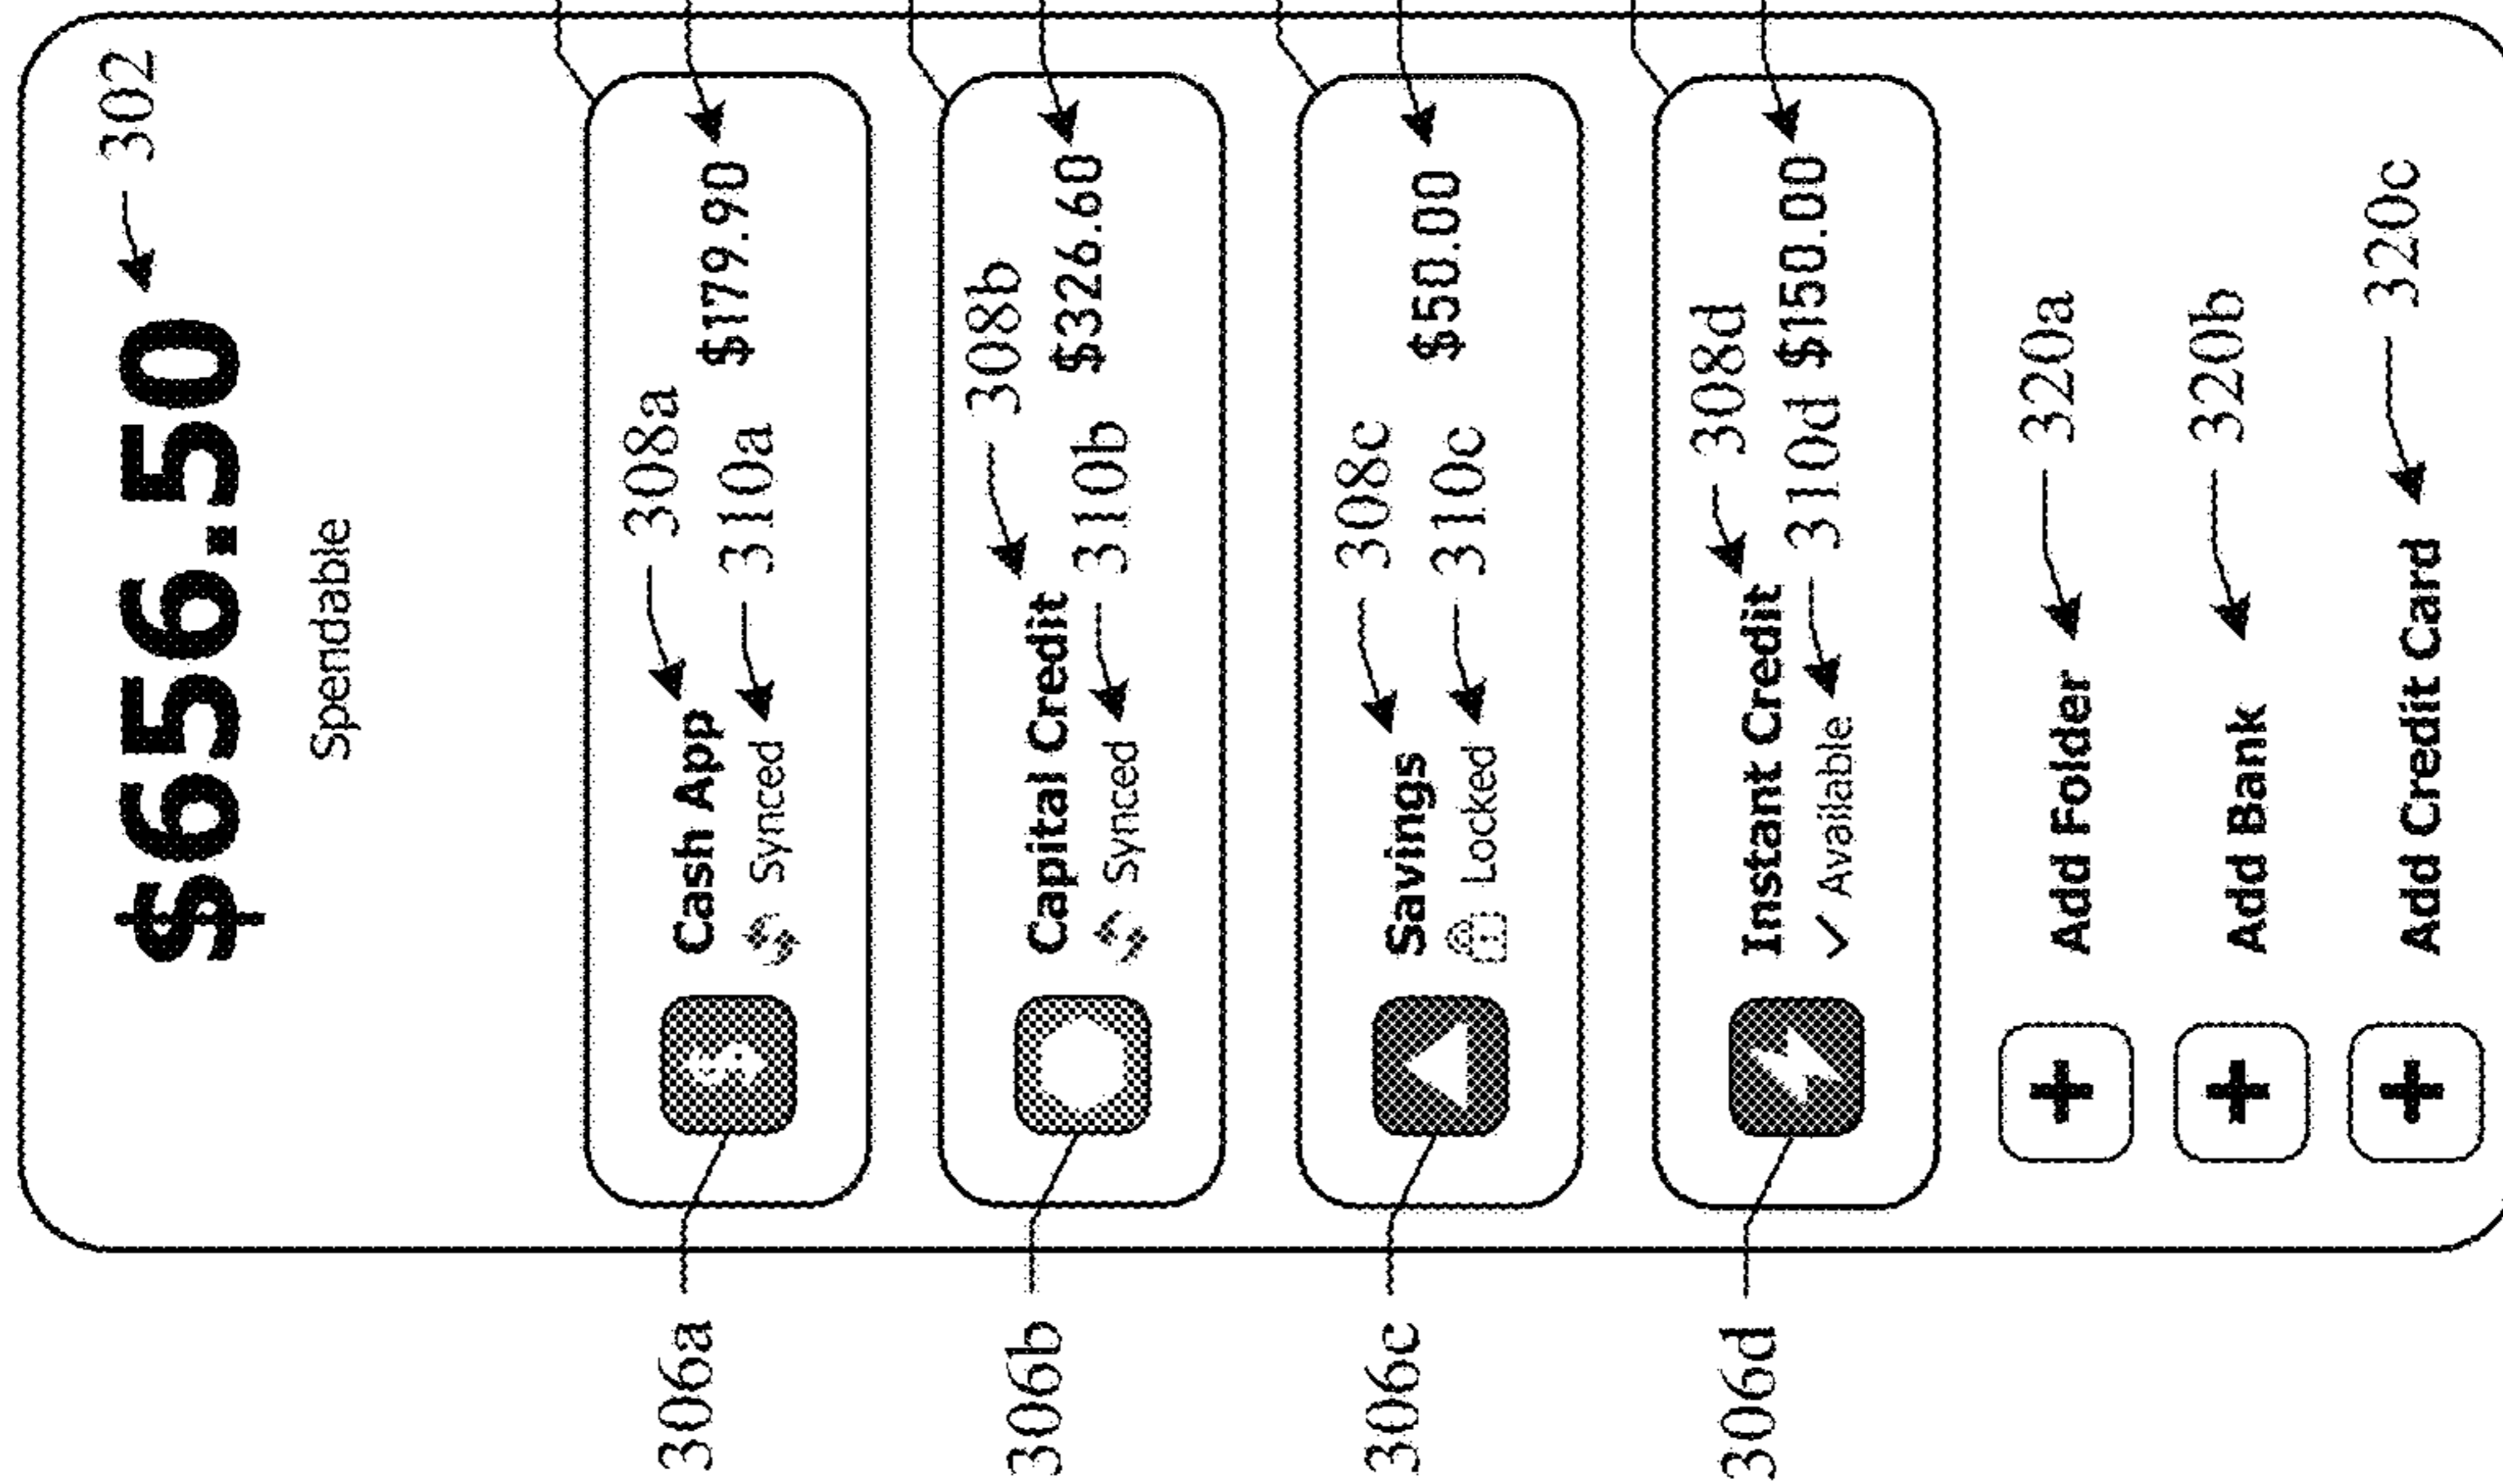 $656.50 302
Spendable
308a
Cash App
$179.90
310a
Synced
306a
308b
Capital Credit
$326.60
310b
Synced
306b
308c
Savings
$50.00
310c
Locked
306c
308d
Instant Credit
$150.00
310d
Available
306d
Add Folder 320a
Add Bank 320b
Add Credit Card 320c